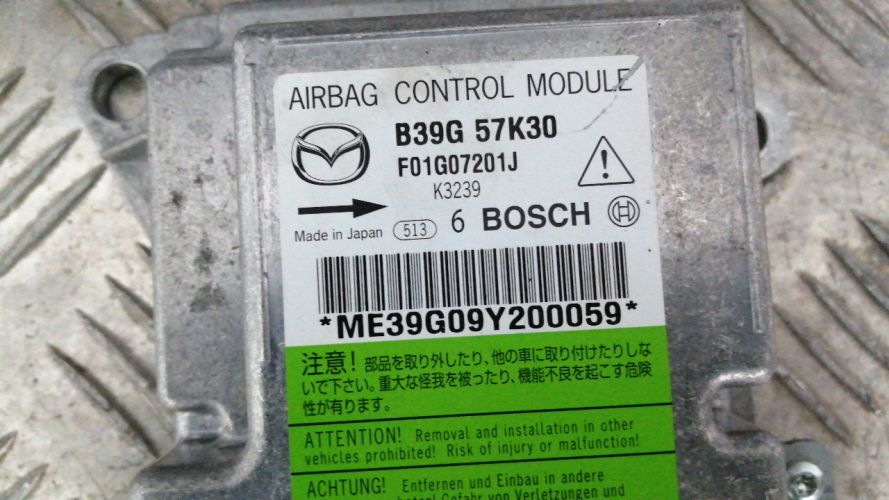 AIRBAG CONTROL MODULE
B39G 57K30
F01G07201J
K3239
Made in Japan 513 6 BOSCH
*ME39G09Y200059*
注意！部品を取り外したり、他の車に取り付けたりしな
いで下さい。重大な怪我を被ったり、機能不良を起こす危険
性が有ります。
ATTENTION! Removal and installation in other
vehicles prohibited! Risk of injury or malfunction!
ACHTUNG! Entfernen und Einbau in andere
Gefahr von Verletzungen und